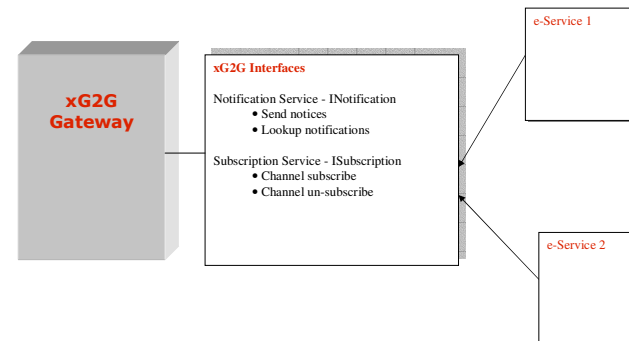 xG2G
Gateway
xG2G Interfaces
Notification Service - INotification
• Send notices
• Lookup notifications
Subscription Service - ISubscription
• Channel subscribe
• Channel un-subscribe
e-Service 1
e-Service 2